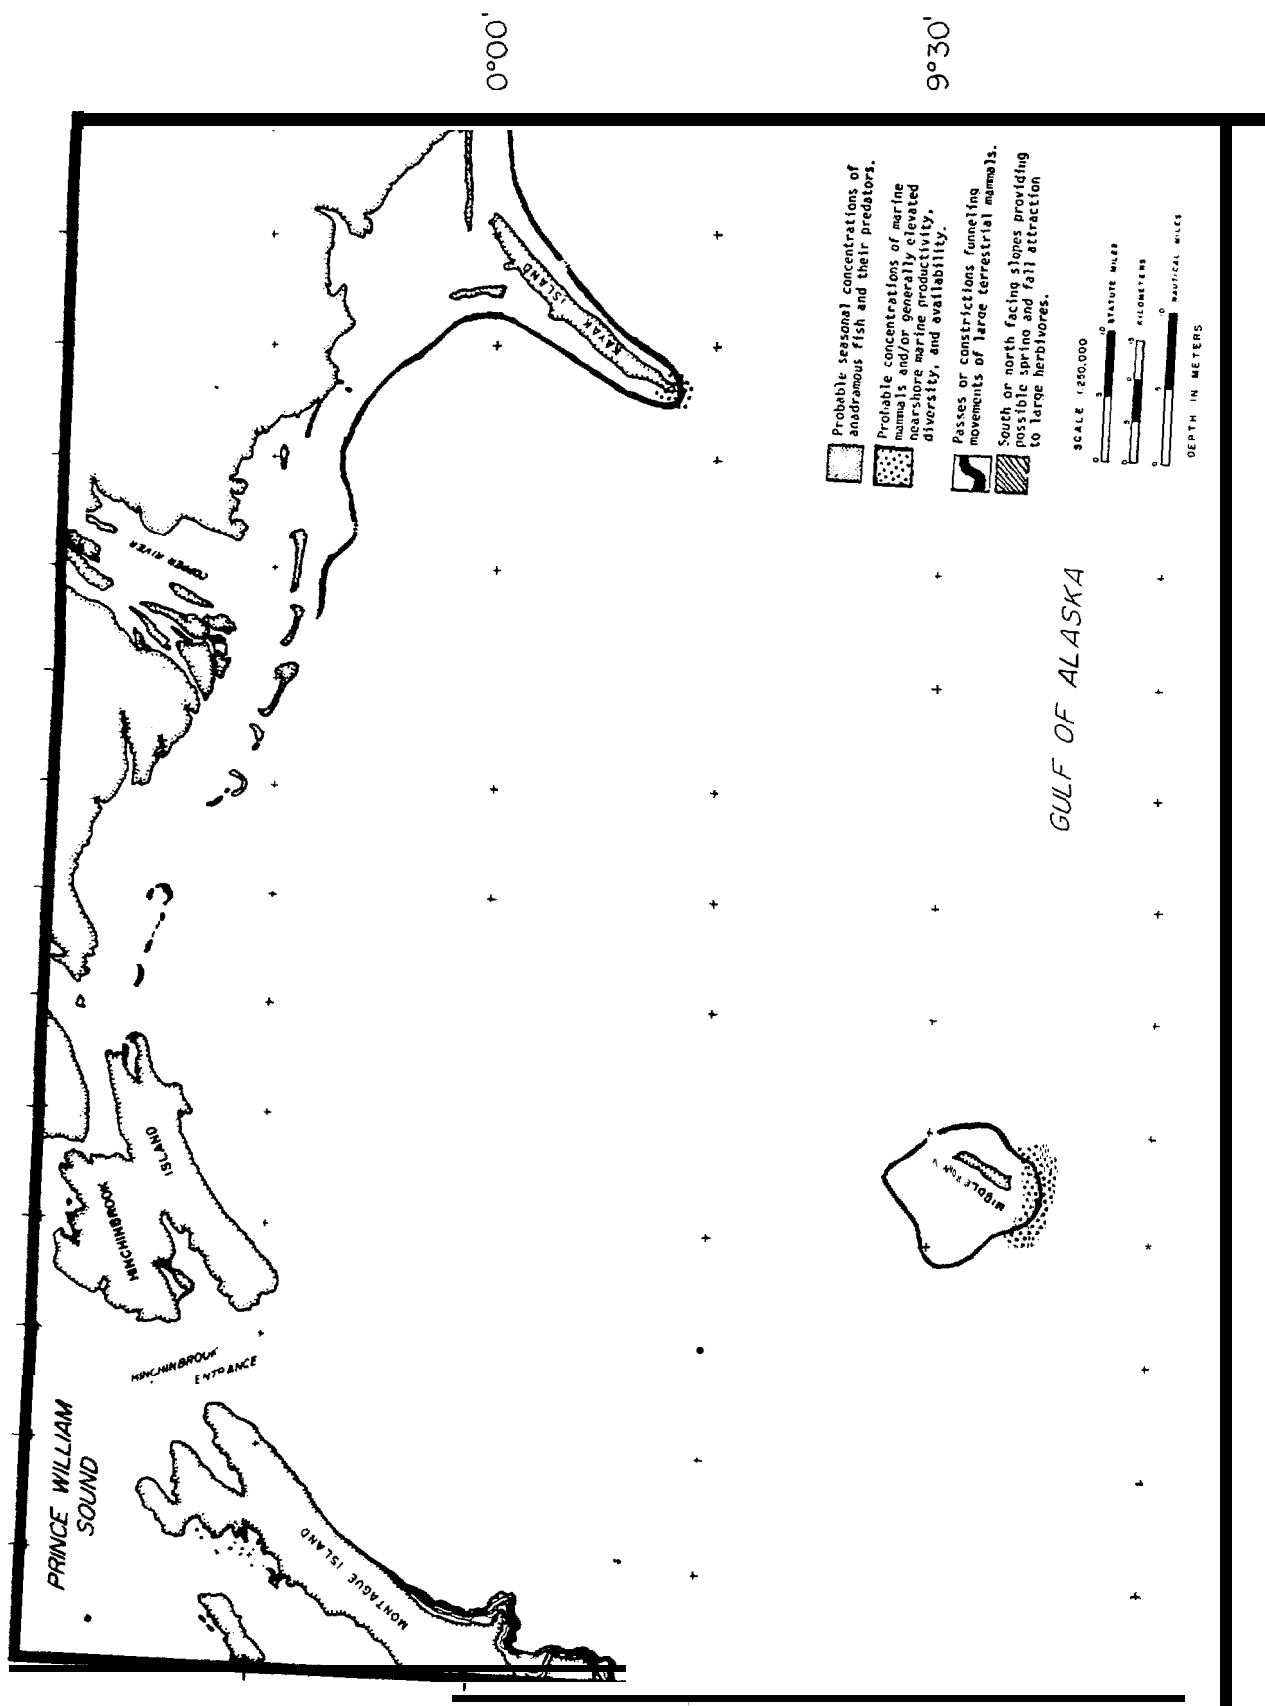 0°00'
9°30'
Probable seasonal concentrations of
anadramous fish and their predators.
Probable concentrations of marine
mammals and/or generally elevated
nearshore marine productivity,
diversity, and availability.
Passes or constrictions funneling
movements of large terrestrial mammals.
South or north facing slopes providing
possible spring and fall attraction
to large herbivores.
SCALE 1:250,000
STATUTE MILES
KILOMETERS
NAUTICAL MILES
DEPTH IN METERS
KAYAK ISLAND
COPPER RIVER
GULF OF ALASKA
HINCHINBROOK
ISLAND
HINCHINBROOK
ENTRANCE
PRINCE WILLIAM
SOUND
MONTAGUE ISLAND